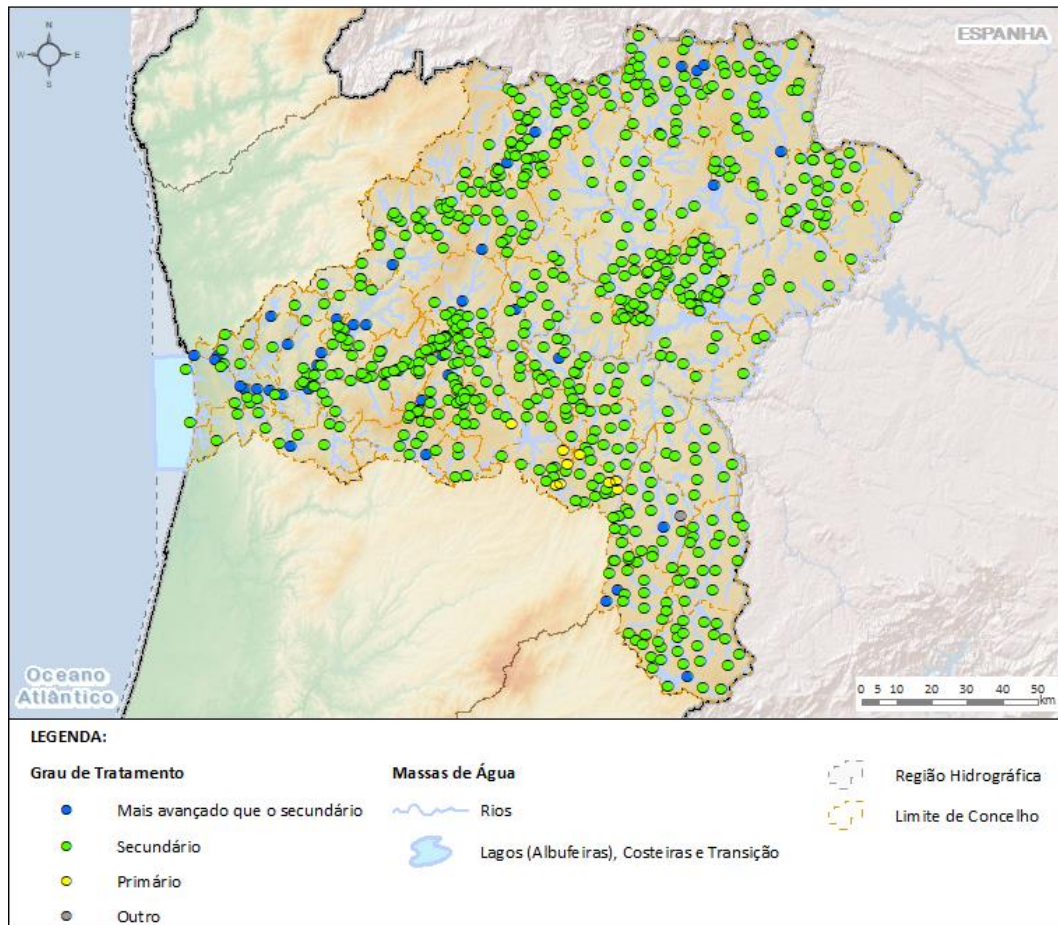 N
W E
S
ESPANHA
Oceano
Atlântico
0 5 10 20 30 40 50
km
LEGENDA:
Grau de Tratamento
Mais avançado que o secundário
Secundário
Primário
Outro
Massas de Água
Rios
Lagos (Albufeiras), Costeiras e Transição
Região Hidrográfica
Limite de Concelho